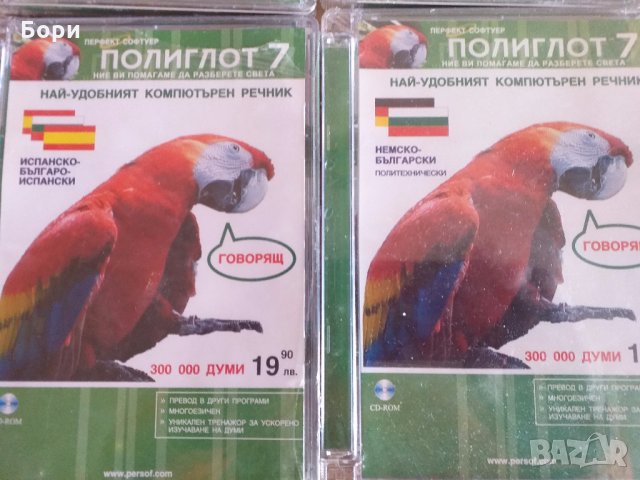 Бори
ПЕРФЕКТ СОФТУЕР
ПОЛИГЛОТ 7
НИЕ ВИ ПОМАГАМЕ ДА РАЗБЕРЕТЕ СВЕТА
НАЙ-УДОБНИЯТ КОМПЮТЪРЕН РЕЧНИК
ИСПАНСКО-
БЪЛГАРО-
ИСПАНСКИ
ГОВОРЯЩ
300 000 ДУМИ 19 90 лв.
» ПРЕВОД В ДРУГИ ПРОГРАМИ
» МНОГОЕЗИЧЕН
» УНИКАЛЕН ТРЕНАЖОР ЗА УСКОРЕНО
ИЗУЧАВАНЕ НА ДУМИ
D-ROM
www.persof.com
ПЕРФЕКТ СОФТУЕР
ПОЛИГЛОТ 7
НИЕ ВИ ПОМАГАМЕ ДА РАЗБЕРЕТЕ СВЕТА
НАЙ-УДОБНИЯТ КОМПЮТЪРЕН РЕЧНИК
НЕМСКО-
БЪЛГАРСКИ
ПОЛИТЕХНИЧЕСКИ
ГОВОРЯЩ
300 000 ДУМИ 1
» ПРЕВОД В ДРУГИ ПРОГРАМИ
» МНОГОЕЗИЧЕН
» УНИКАЛЕН ТРЕНАЖОР ЗА УСКОРЕНО
ИЗУЧАВАНЕ НА ДУМИ
CD-ROM
www.persof.com
BAZAR